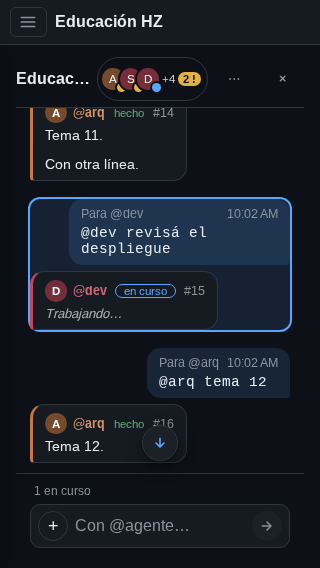 Educación HZ
Educac… A S D +4 2 ! ··· ×
A @arq hecho #14
Tema 11.
Con otra línea.
Para @dev 10:02 AM
@dev revisá el
despliegue
D @dev en curso #15
Trabajando…
Para @arq 10:02 AM
@arq tema 12
A @arq hecho #16
Tema 12.
1 en curso
+ Con @agente…